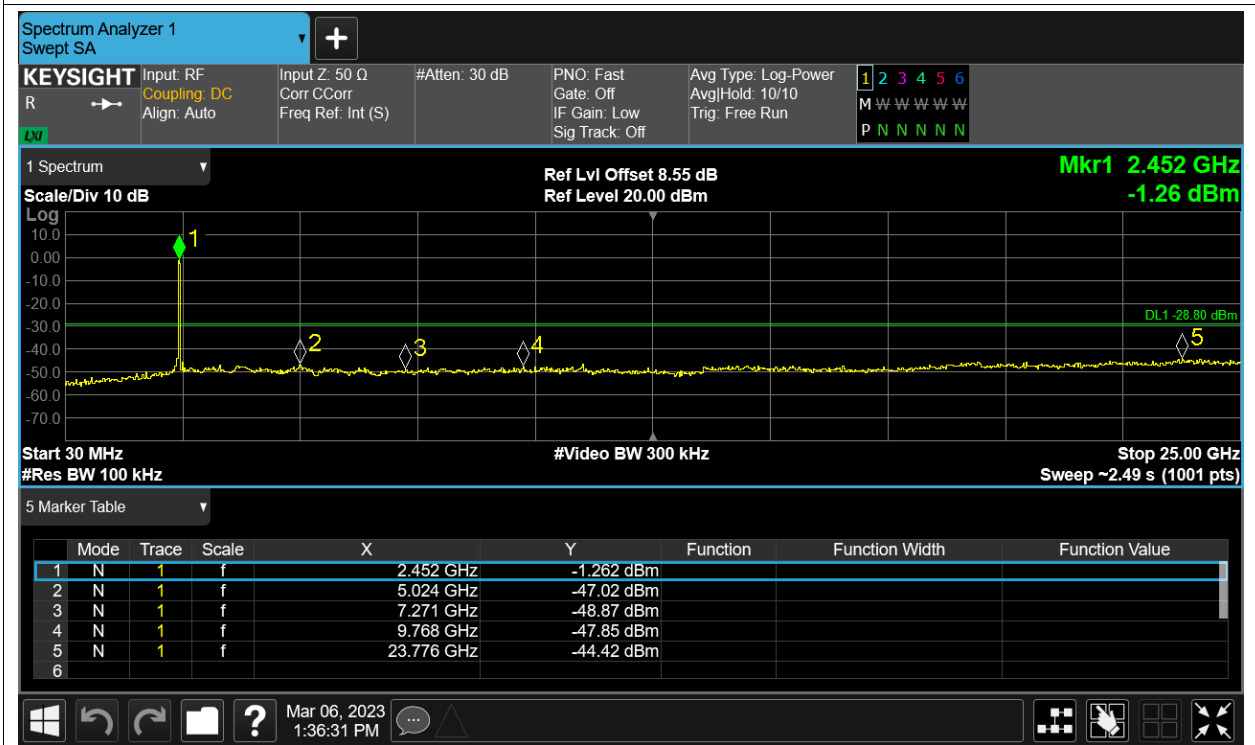 Spectrum Analyzer 1
Swept SA
+
KEYSIGHT
R
LXI
Input: RF
Coupling: DC
Align: Auto
Input Z: 50 Ω
Corr CCorr
Freq Ref: Int (S)
#Atten: 30 dB
PNO: Fast
Gate: Off
IF Gain: Low
Sig Track: Off
Avg Type: Log-Power
Avg|Hold: 10/10
Trig: Free Run
1 2 3 4 5 6
M W W W W W
P N N N N N
1 Spectrum
Scale/Div 10 dB
Ref Lvl Offset 8.55 dB
Ref Level 20.00 dBm
Mkr1 2.452 GHz
-1.26 dBm
Log
10.0
0.00
-10.0
-20.0
-30.0
-40.0
-50.0
-60.0
-70.0
1
2
3
4
5
DL1 -28.80 dBm
Start 30 MHz
#Video BW 300 kHz
Stop 25.00 GHz
#Res BW 100 kHz
Sweep ~2.49 s (1001 pts)
5 Marker Table
Mode Trace Scale X Y Function Function Width Function Value
1 N 1 f 2.452 GHz -1.262 dBm
2 N 1 f 5.024 GHz -47.02 dBm
3 N 1 f 7.271 GHz -48.87 dBm
4 N 1 f 9.768 GHz -47.85 dBm
5 N 1 f 23.776 GHz -44.42 dBm
6
?
Mar 06, 2023
1:36:31 PM